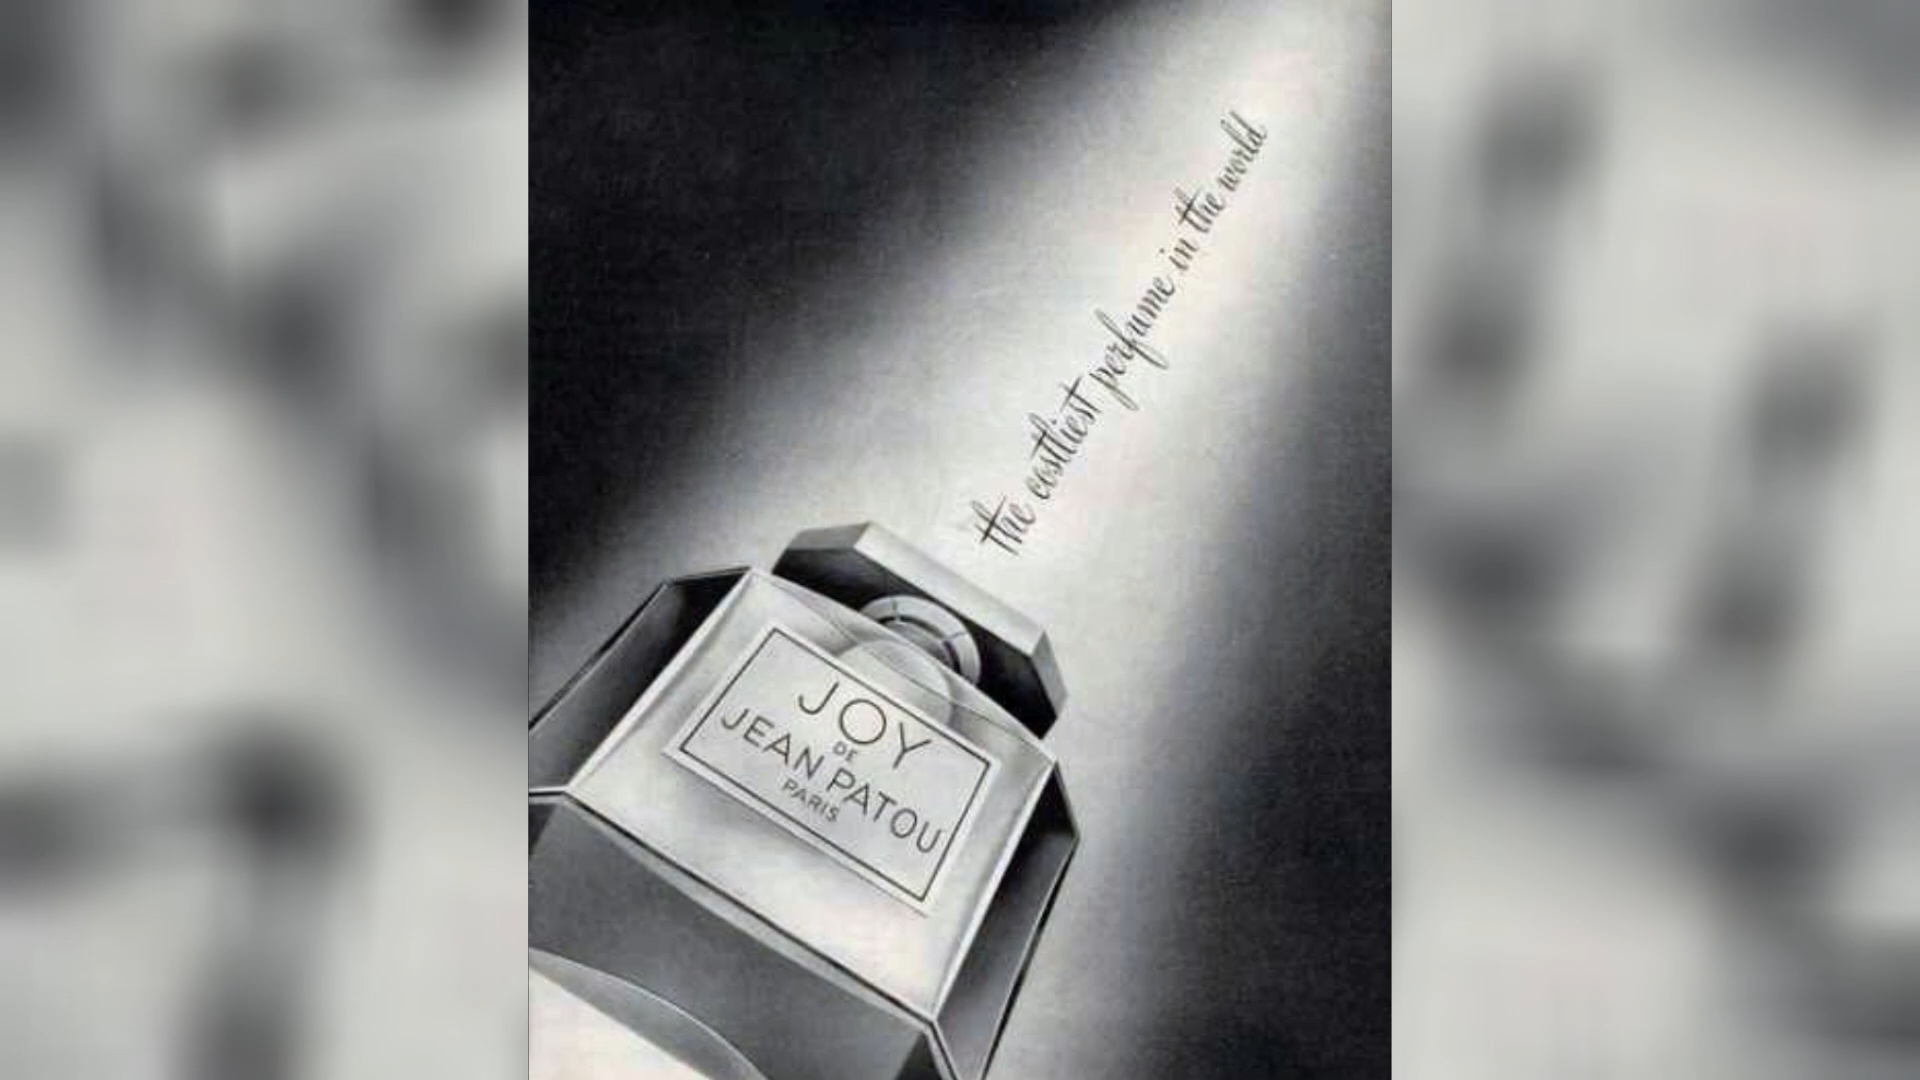 the costliest perfume in the world
JOY
DE
JEAN PATOU
PARIS